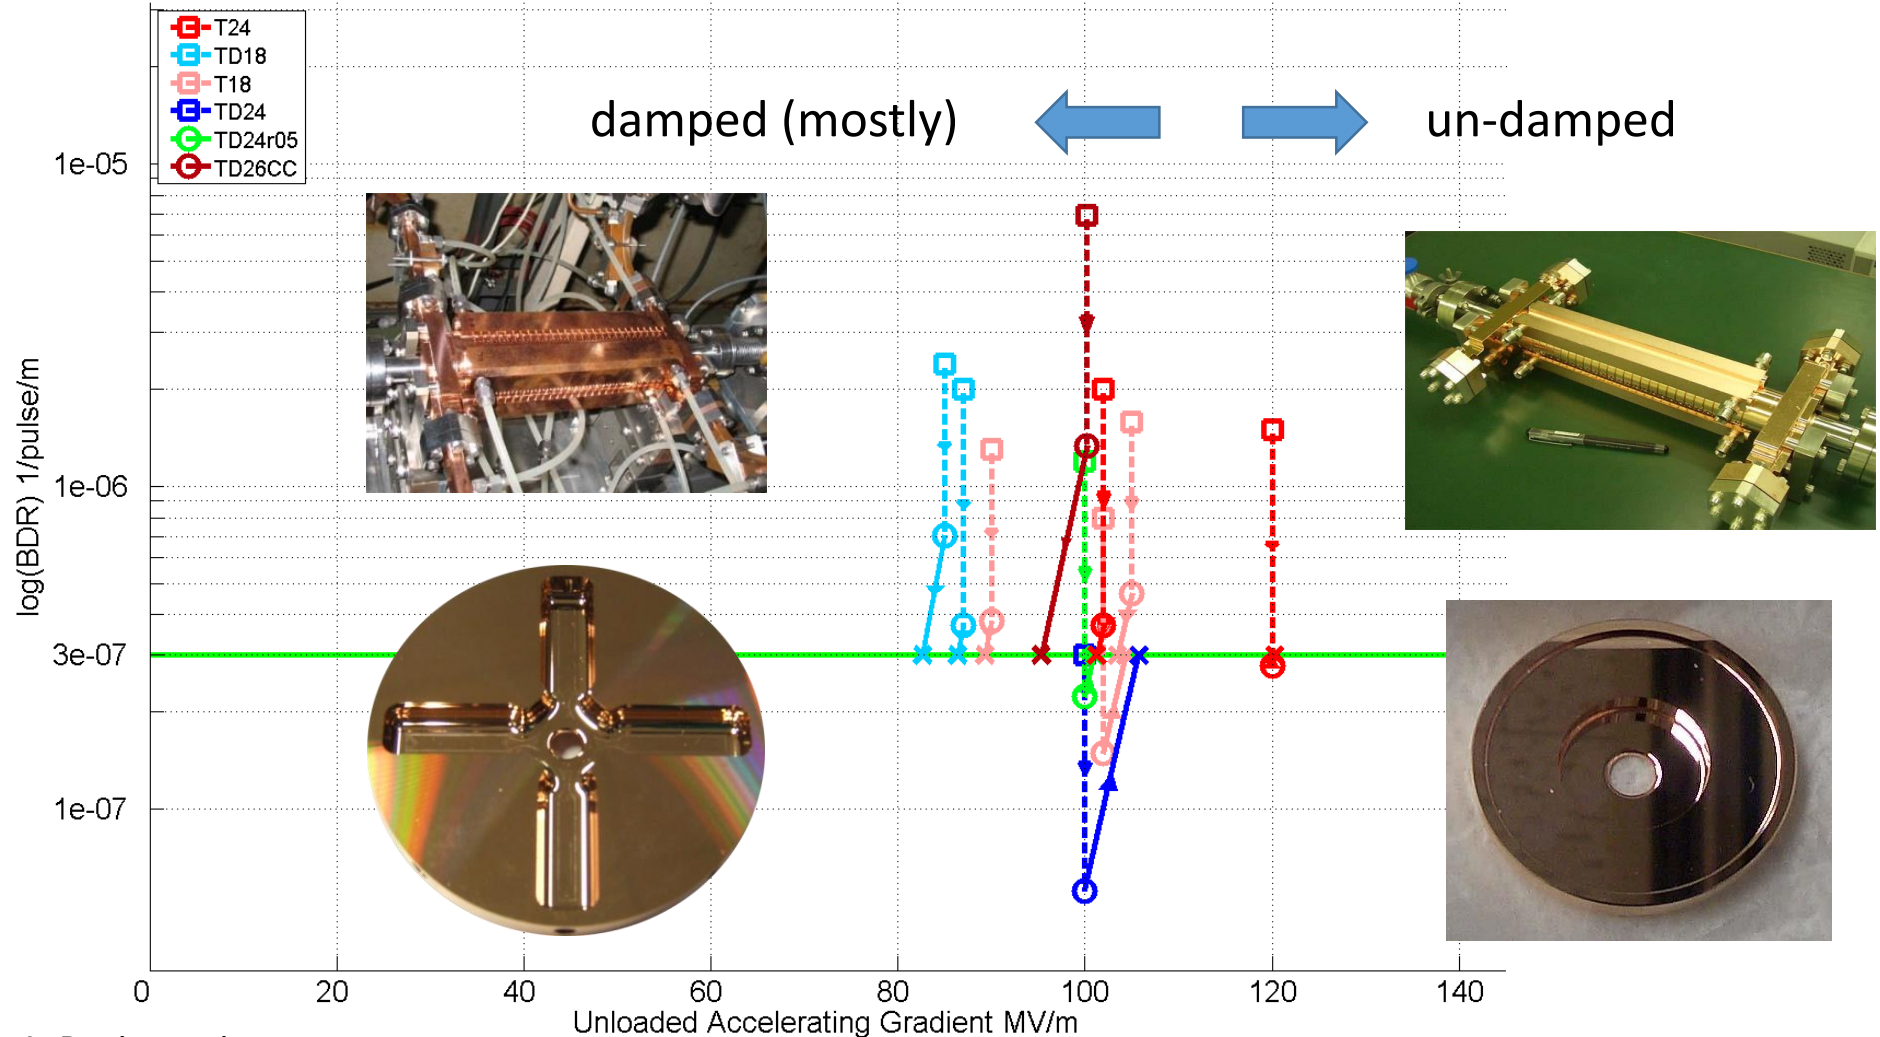 T24
TD18
T18
TD24
TD24r05
TD26CC
damped (mostly)
un-damped
1e-05
1e-06
3e-07
1e-07
log(BDR) 1/pulse/m
0 20 40 60 80 100 120 140
Unloaded Accelerating Gradient MV/m